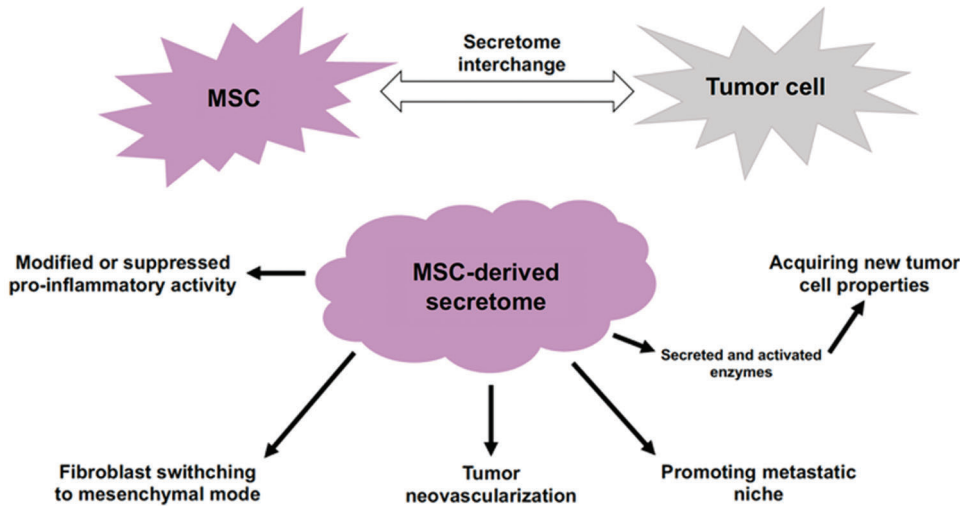 Secretome
interchange
MSC
Tumor cell
MSC-derived
secretome
Modified or suppressed
pro-inflammatory activity
Acquiring new tumor
cell properties
Secreted and activated
enzymes
Fibroblast swithching
to mesenchymal mode
Tumor
neovascularization
Promoting metastatic
niche